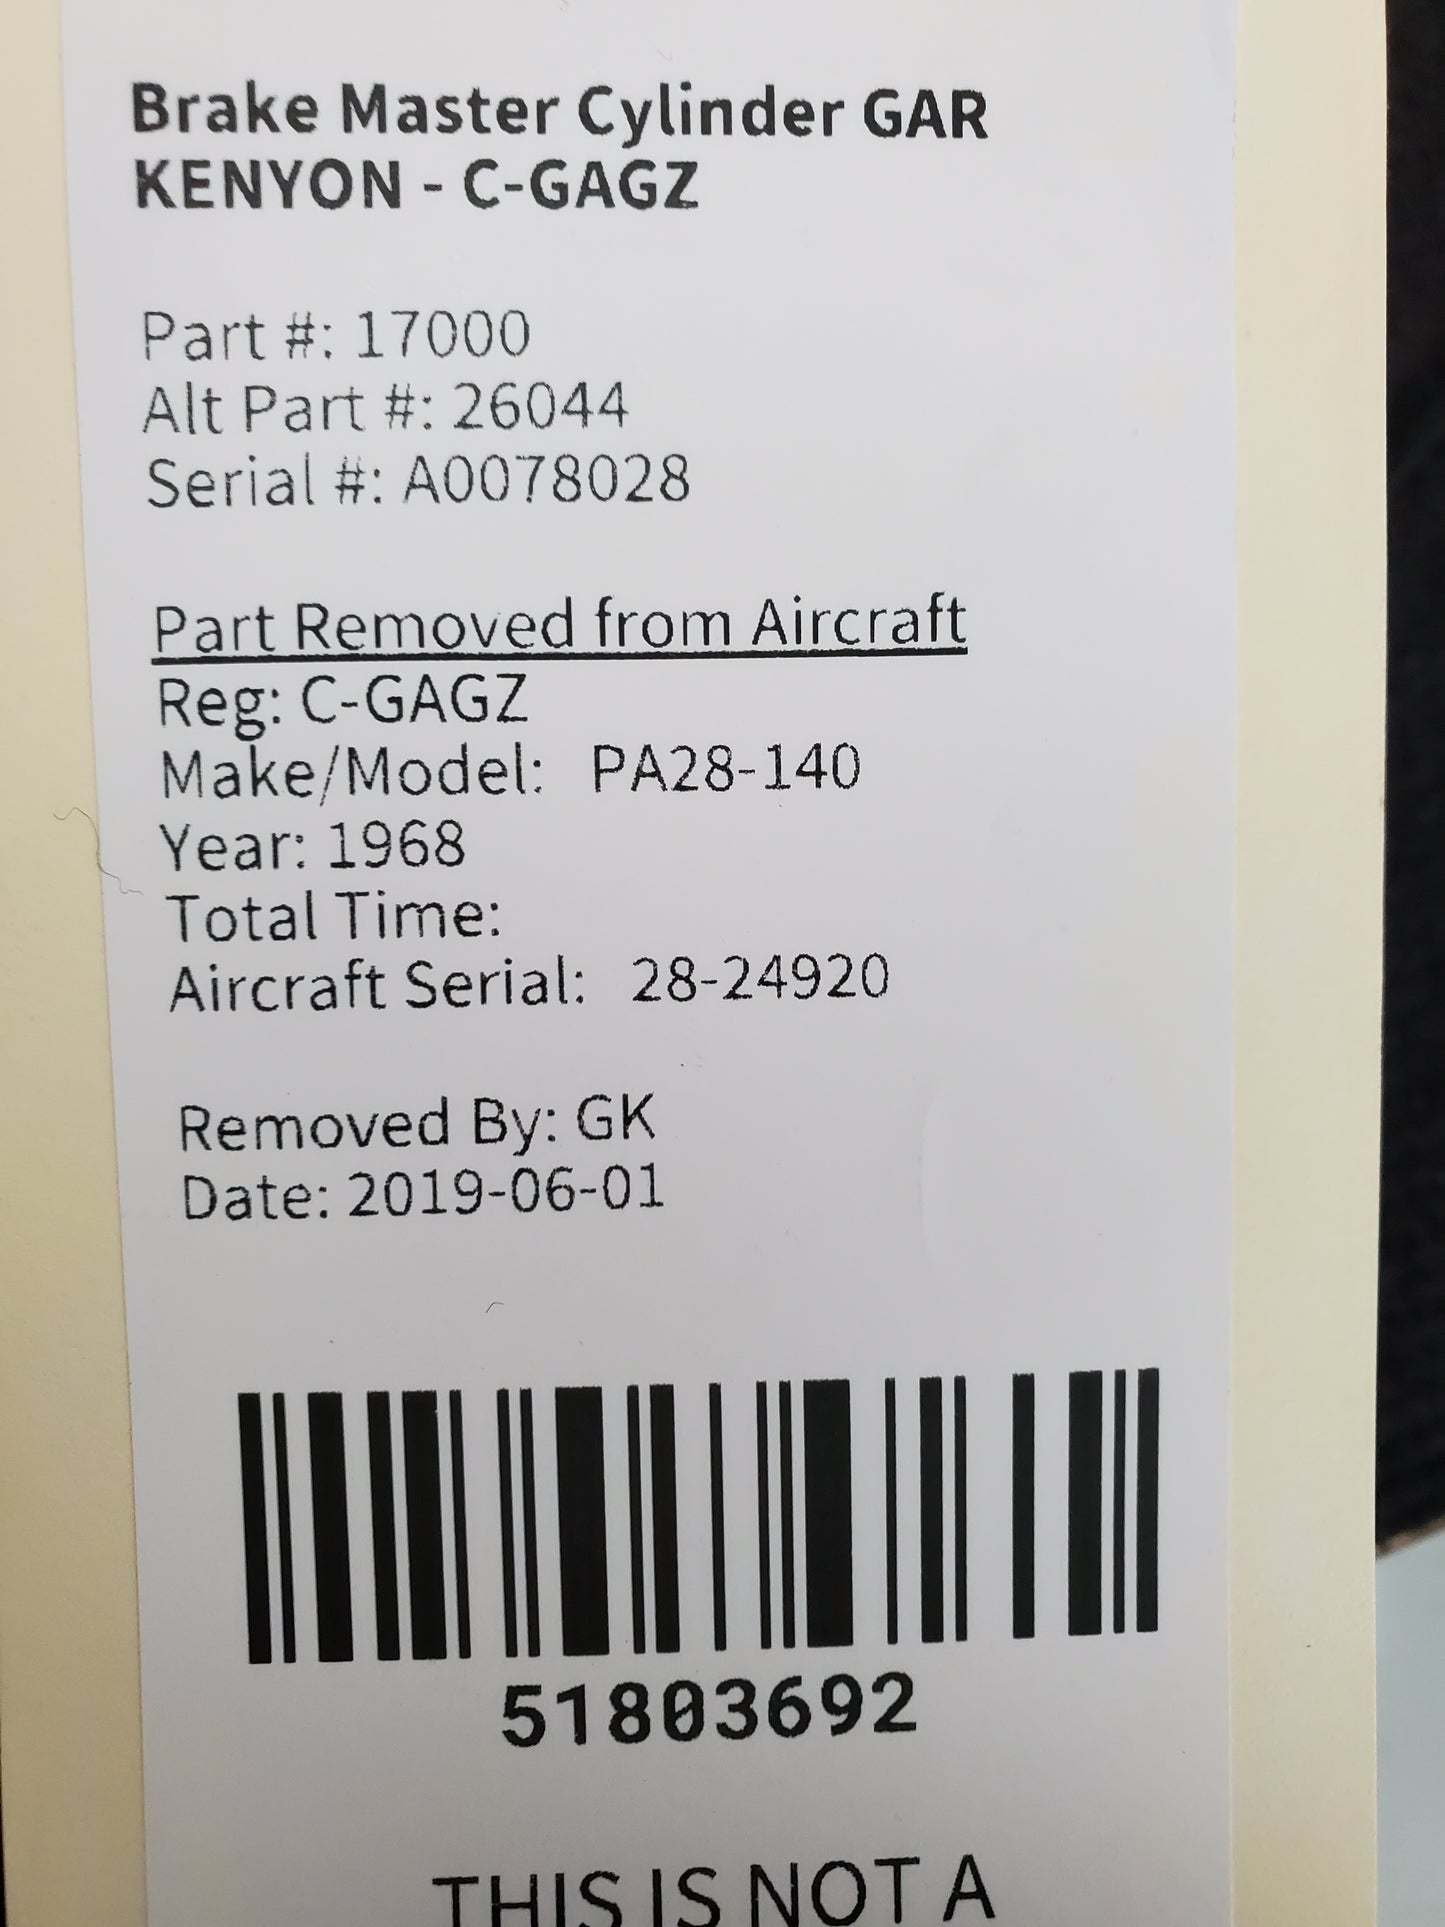 Brake Master Cylinder GAR
KENYON - C-GAGZ
Part #: 17000
Alt Part #: 26044
Serial #: A0078028
Part Removed from Aircraft
Reg: C-GAGZ
Make/Model: PA28-140
Year: 1968
Total Time:
Aircraft Serial: 28-24920
Removed By: GK
Date: 2019-06-01
51803692
THIS IS NOT A